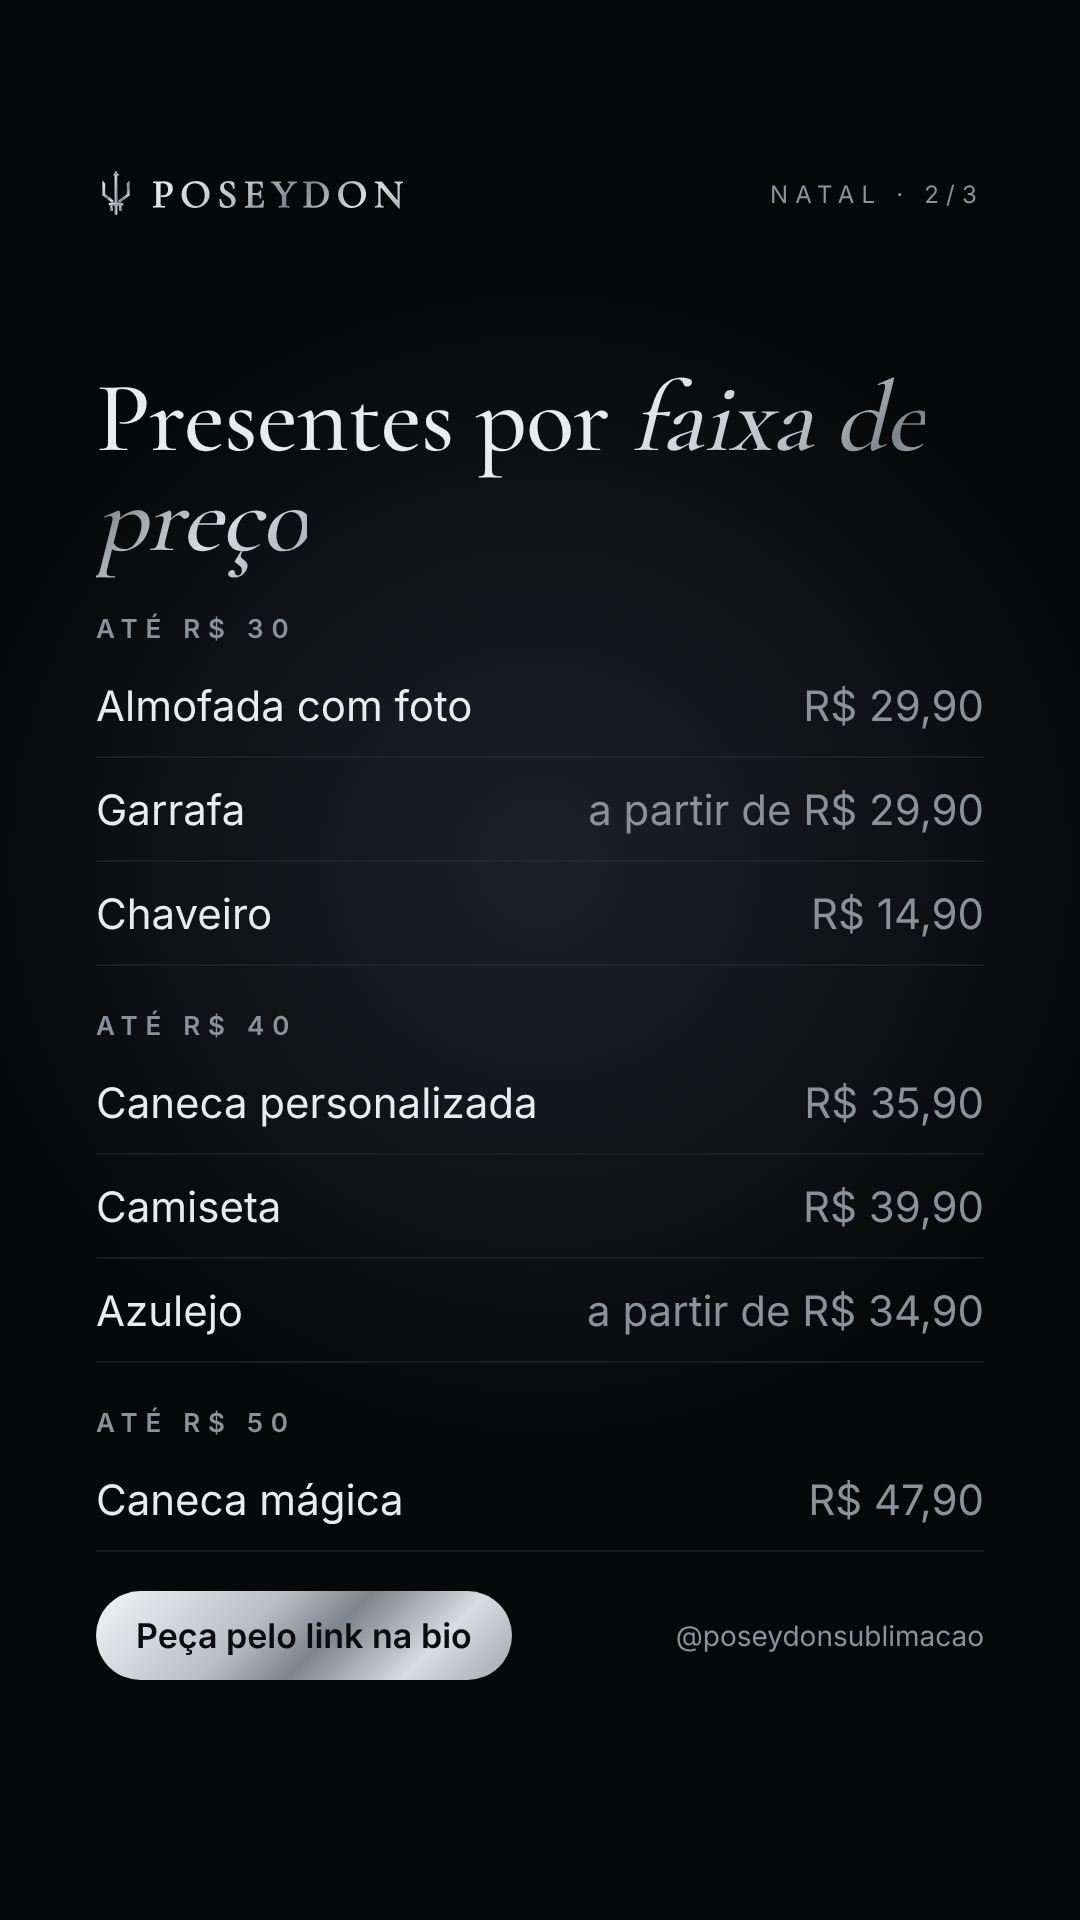 POSEYDON
NATAL · 2/3
Presentes por faixa de
preço
ATÉ R$ 30
Almofada com foto R$ 29,90
Garrafa a partir de R$ 29,90
Chaveiro R$ 14,90
ATÉ R$ 40
Caneca personalizada R$ 35,90
Camiseta R$ 39,90
Azulejo a partir de R$ 34,90
ATÉ R$ 50
Caneca mágica R$ 47,90
Peça pelo link na bio
@poseydonsublimacao